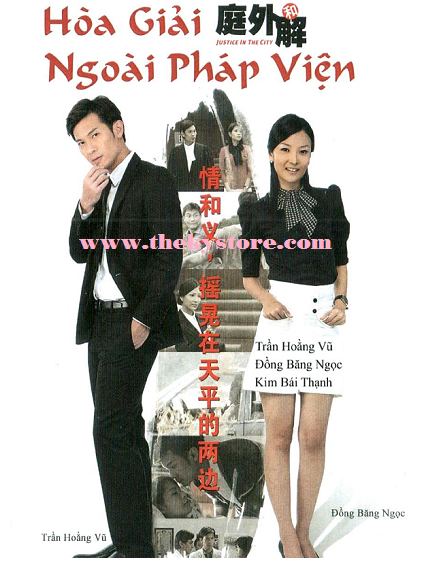 Hòa Giải
庭外和解
JUSTICE IN THE CITY
Ngoài Pháp Viện
情和义，摇晃在天平的两边
www.thekystore.com
Trần Hoằng Vũ
Đồng Băng Ngọc
Kim Bái Thạnh
Đồng Băng Ngọc
Trần Hoằng Vũ